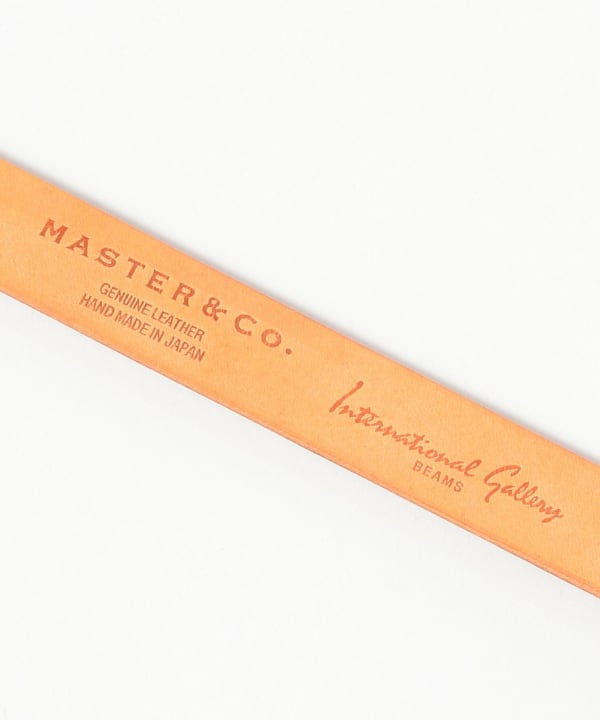 MASTER & CO.
GENUINE LEATHER
HAND MADE IN JAPAN
International Gallery
BEAMS